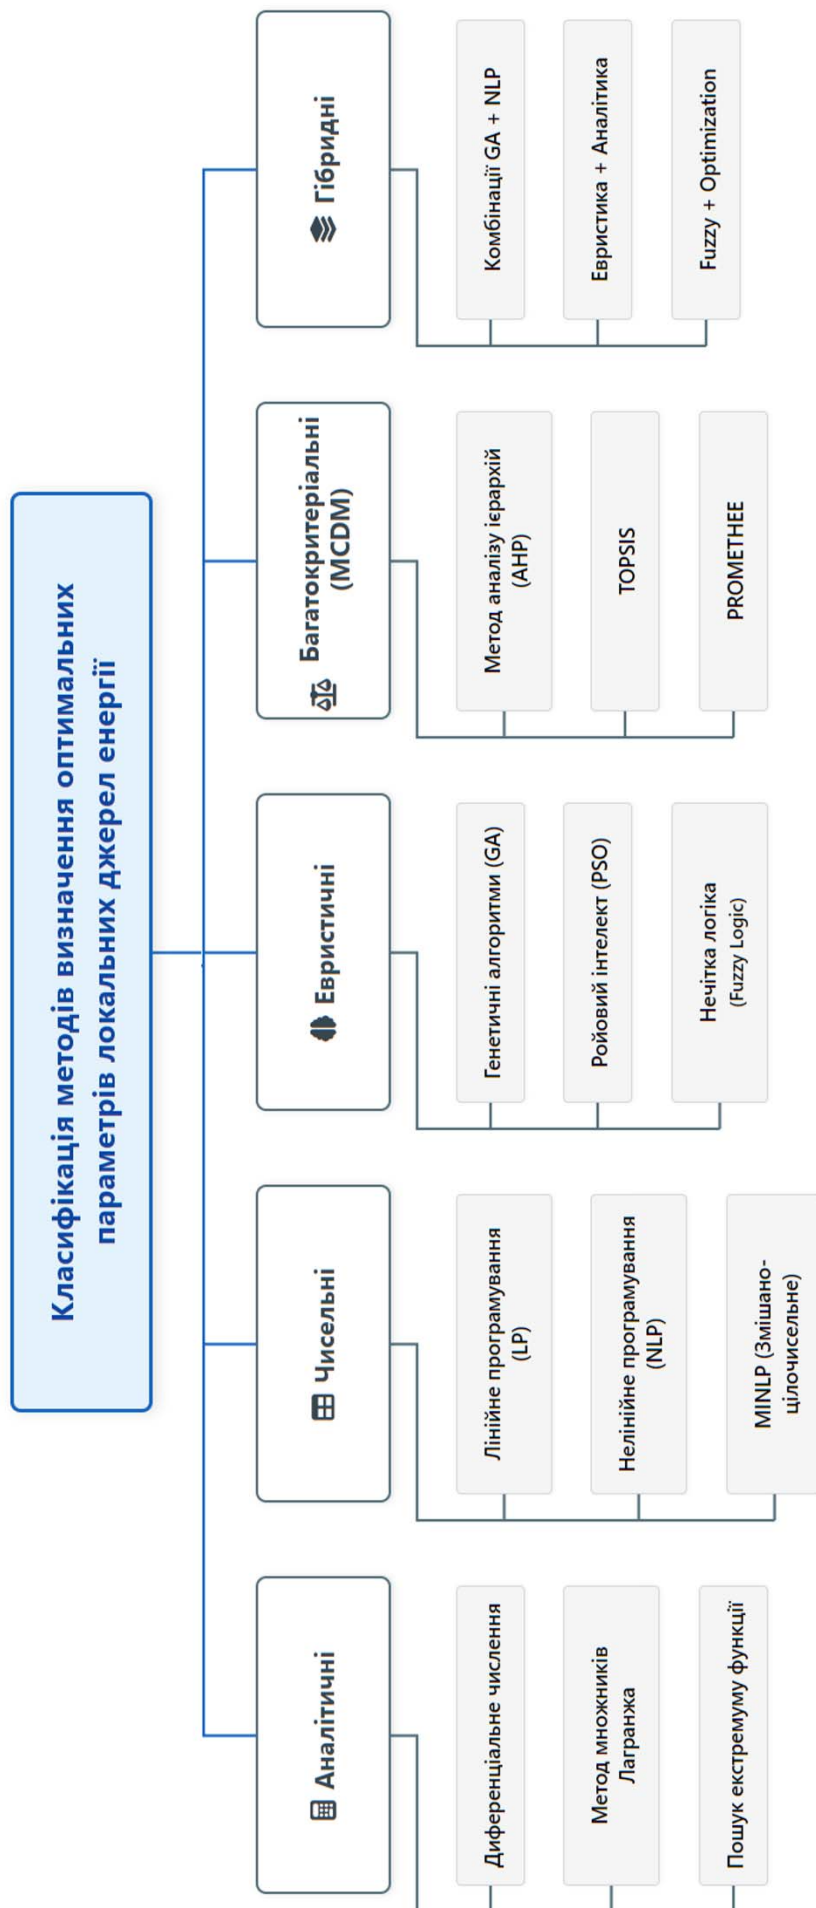 Класифікація методів визначення оптимальних
параметрів локальних джерел енергії
Аналітичні
Диференціальне числення
Метод множників
Лагранжа
Пошук екстремуму функції
Чисельні
Лінійне програмування
(LP)
Нелінійне програмування
(NLP)
MINLP (Змішано-
цілочисельне)
Евристичні
Генетичні алгоритми (GA)
Ройовий інтелект (PSO)
Нечітка логіка
(Fuzzy Logic)
Багатокритеріальні
(MCDM)
Метод аналізу ієрархій
(AHP)
TOPSIS
PROMETHEE
Гібридні
Комбінації GA + NLP
Евристика + Аналітика
Fuzzy + Optimization